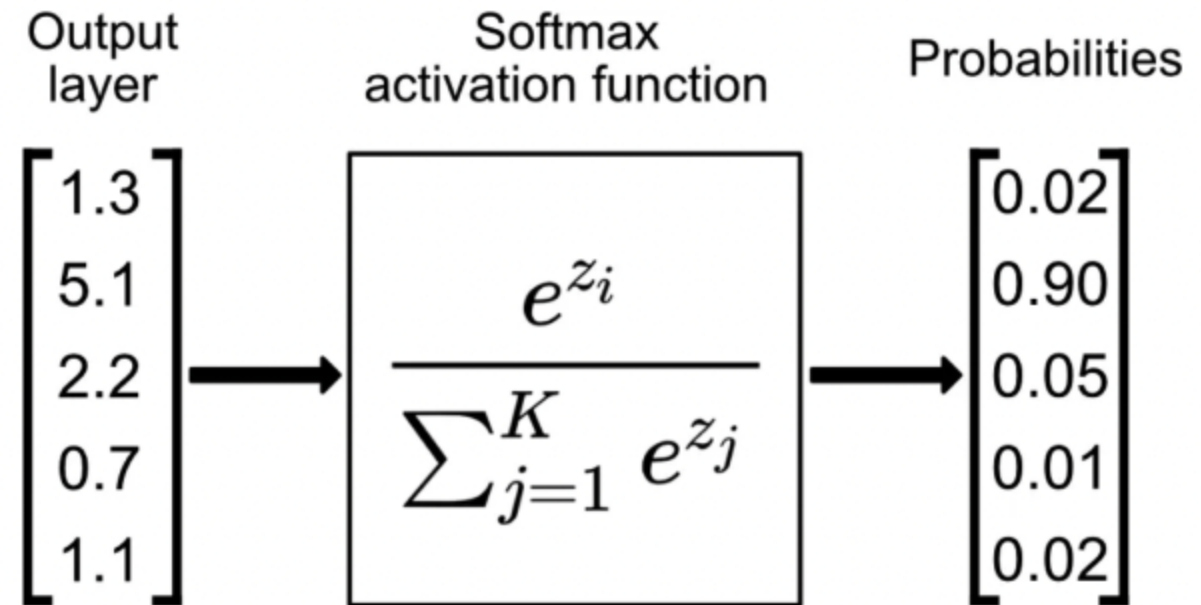 Output
layer
Softmax
activation function
Probabilities
1.3
5.1
2.2
0.7
1.1
e^{z_i}
∑_{j=1}^{K} e^{z_j}
0.02
0.90
0.05
0.01
0.02